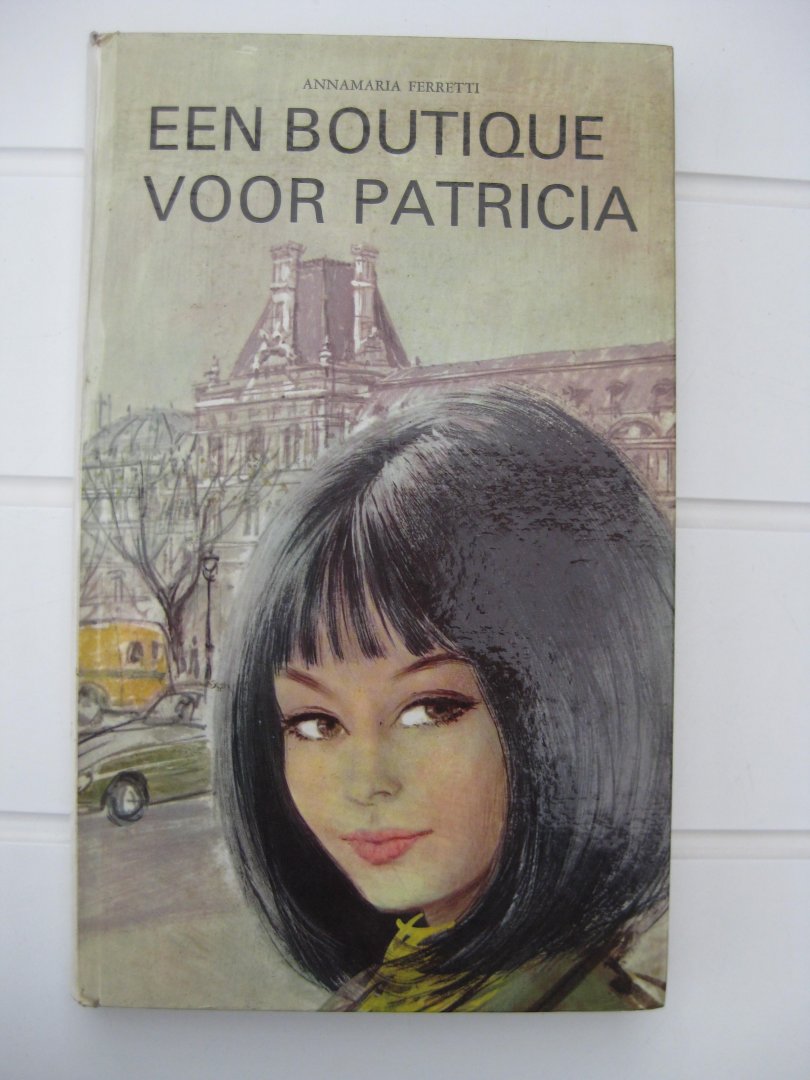 ANNAMARIA FERRETTI
EEN BOUTIQUE
VOOR PATRICIA